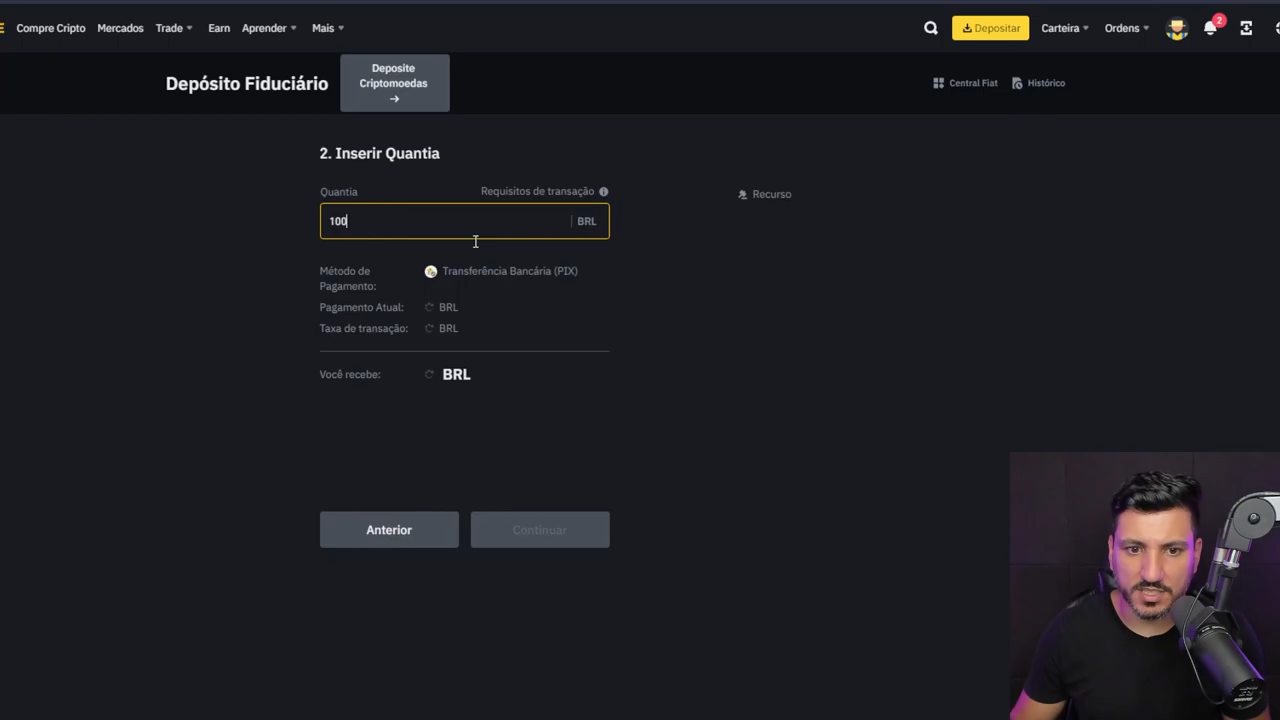 Compre Cripto Mercados Trade Earn Aprender Mais Depositar Carteira Ordens 2
Depósito Fiduciário
Deposite
Criptomoedas
→
Central Fiat Histórico
2. Inserir Quantia
Quantia Requisitos de transação
100 BRL
Recurso
Método de
Pagamento:
Transferência Bancária (PIX)
Pagamento Atual: BRL
Taxa de transação: BRL
Você recebe: BRL
Anterior Continuar